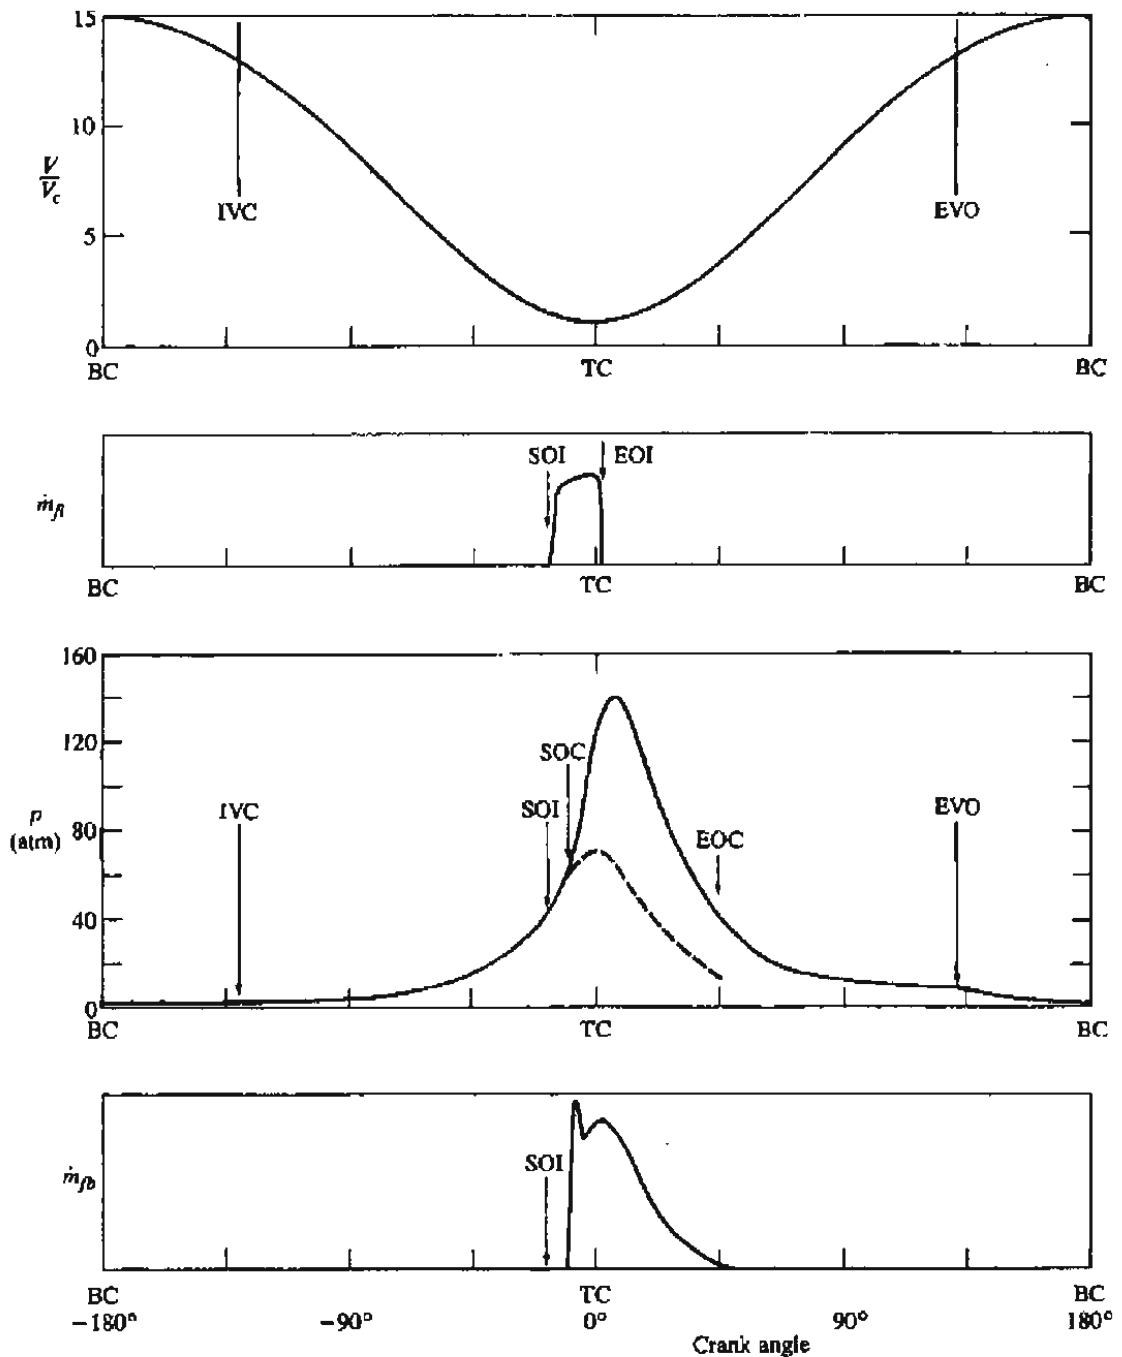 15
10
V
V_c
IVC
EVO
5
0
BC
TC
BC
SOI
EOI
ṁ_fi
BC
TC
BC
160
120
SOC
SOI
IVC
EVO
p
(atm)
80
EOC
40
0
BC
TC
BC
SOI
ṁ_fb
BC
TC
BC
−180°
−90°
0°
90°
180°
Crank angle